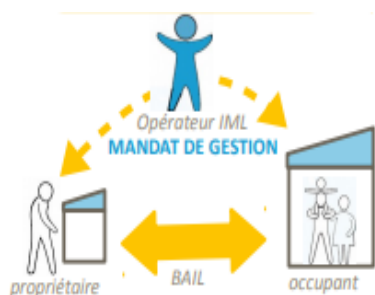 Opérateur IML
MANDAT DE GESTION
propriétaire
BAIL
occupant